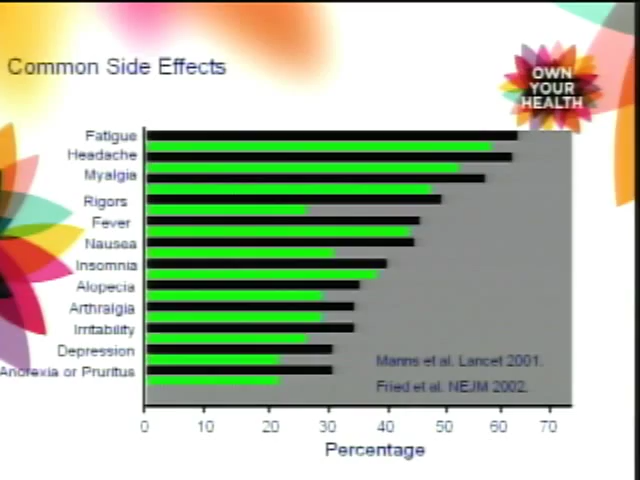 Common Side Effects
OWN
YOUR
HEALTH
Fatigue
Headache
Myalgia
Rigors
Fever
Nausea
Insomnia
Alopecia
Arthralgia
Irritability
Depression
Anorexia or Pruritus
Manns et al. Lancet 2001.
Fried et al. NEJM 2002.
0 10 20 30 40 50 60 70
Percentage